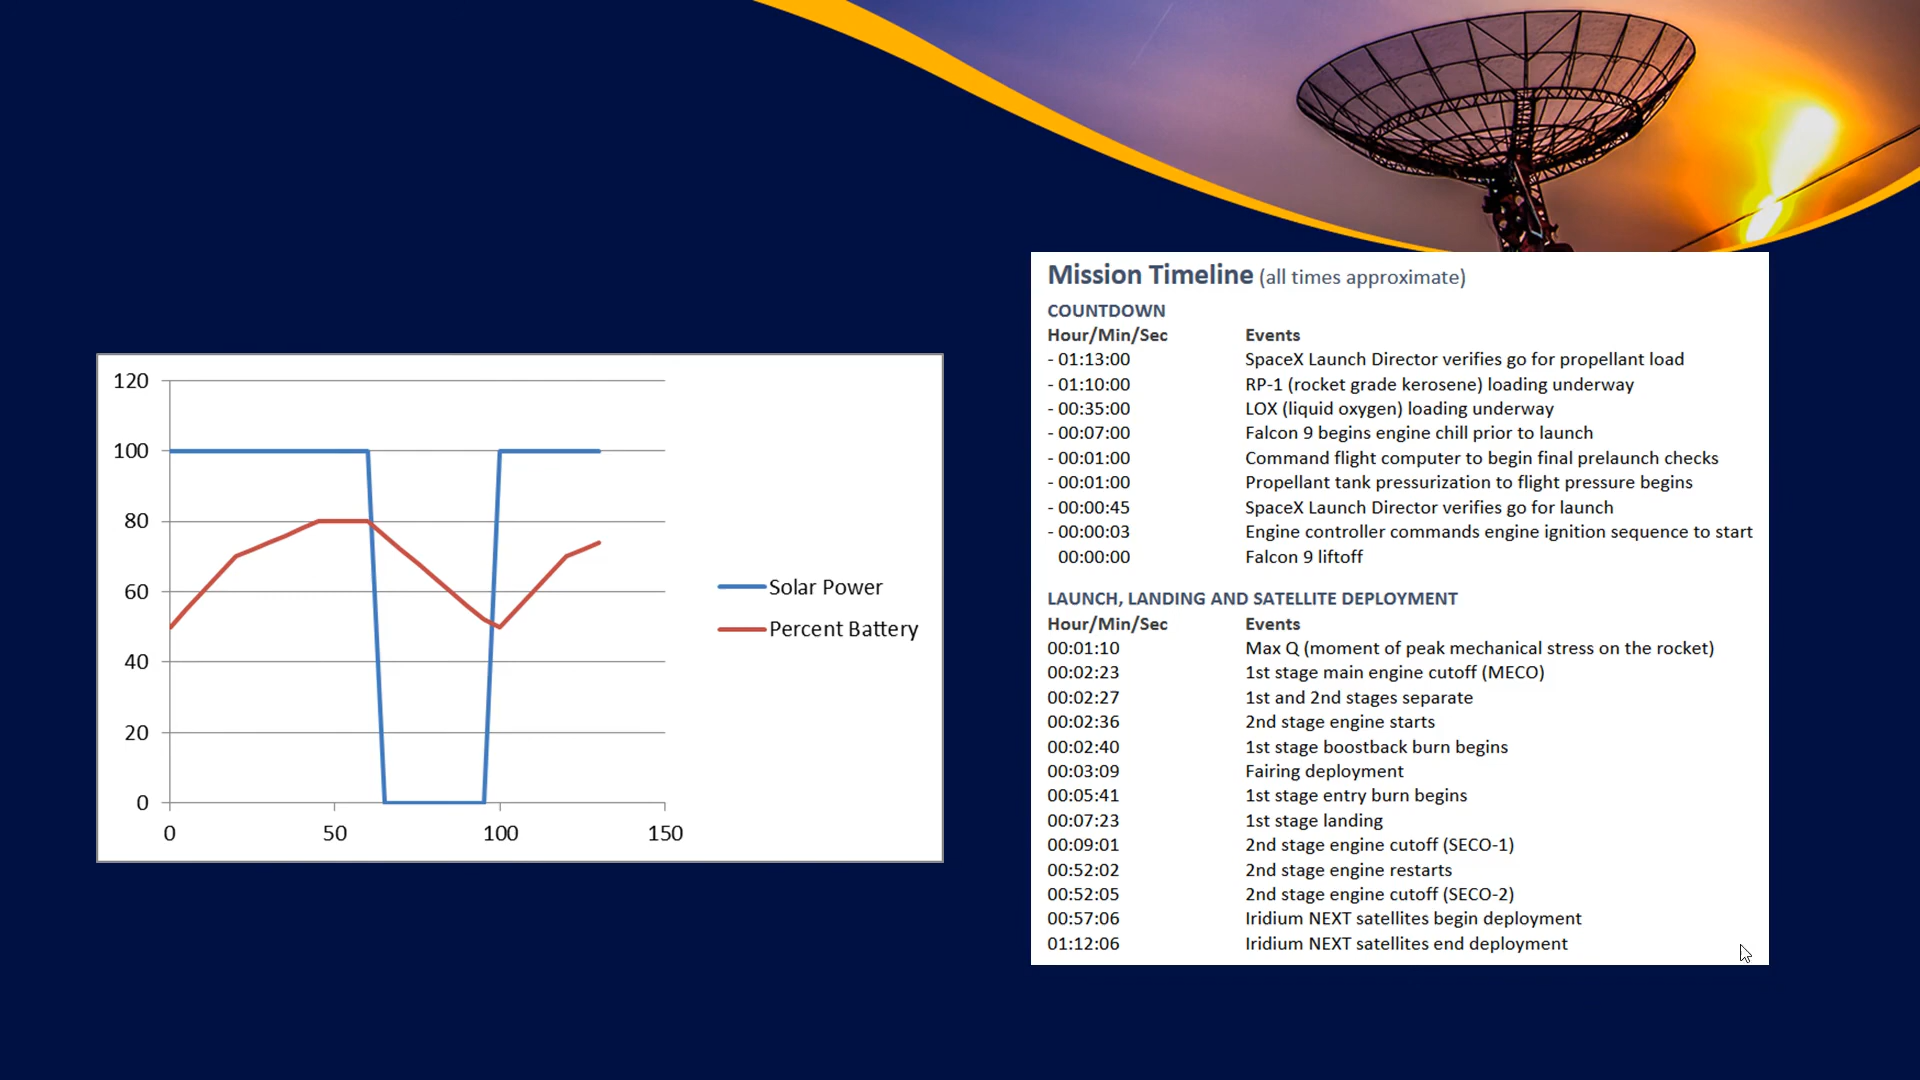 120
100
80
60
40
20
0
0 50 100 150
Solar Power
Percent Battery
Mission Timeline (all times approximate)
COUNTDOWN
Hour/Min/Sec Events
- 01:13:00 SpaceX Launch Director verifies go for propellant load
- 01:10:00 RP-1 (rocket grade kerosene) loading underway
- 00:35:00 LOX (liquid oxygen) loading underway
- 00:07:00 Falcon 9 begins engine chill prior to launch
- 00:01:00 Command flight computer to begin final prelaunch checks
- 00:01:00 Propellant tank pressurization to flight pressure begins
- 00:00:45 SpaceX Launch Director verifies go for launch
- 00:00:03 Engine controller commands engine ignition sequence to start
00:00:00 Falcon 9 liftoff
LAUNCH, LANDING AND SATELLITE DEPLOYMENT
Hour/Min/Sec Events
00:01:10 Max Q (moment of peak mechanical stress on the rocket)
00:02:23 1st stage main engine cutoff (MECO)
00:02:27 1st and 2nd stages separate
00:02:36 2nd stage engine starts
00:02:40 1st stage boostback burn begins
00:03:09 Fairing deployment
00:05:41 1st stage entry burn begins
00:07:23 1st stage landing
00:09:01 2nd stage engine cutoff (SECO-1)
00:52:02 2nd stage engine restarts
00:52:05 2nd stage engine cutoff (SECO-2)
00:57:06 Iridium NEXT satellites begin deployment
01:12:06 Iridium NEXT satellites end deployment